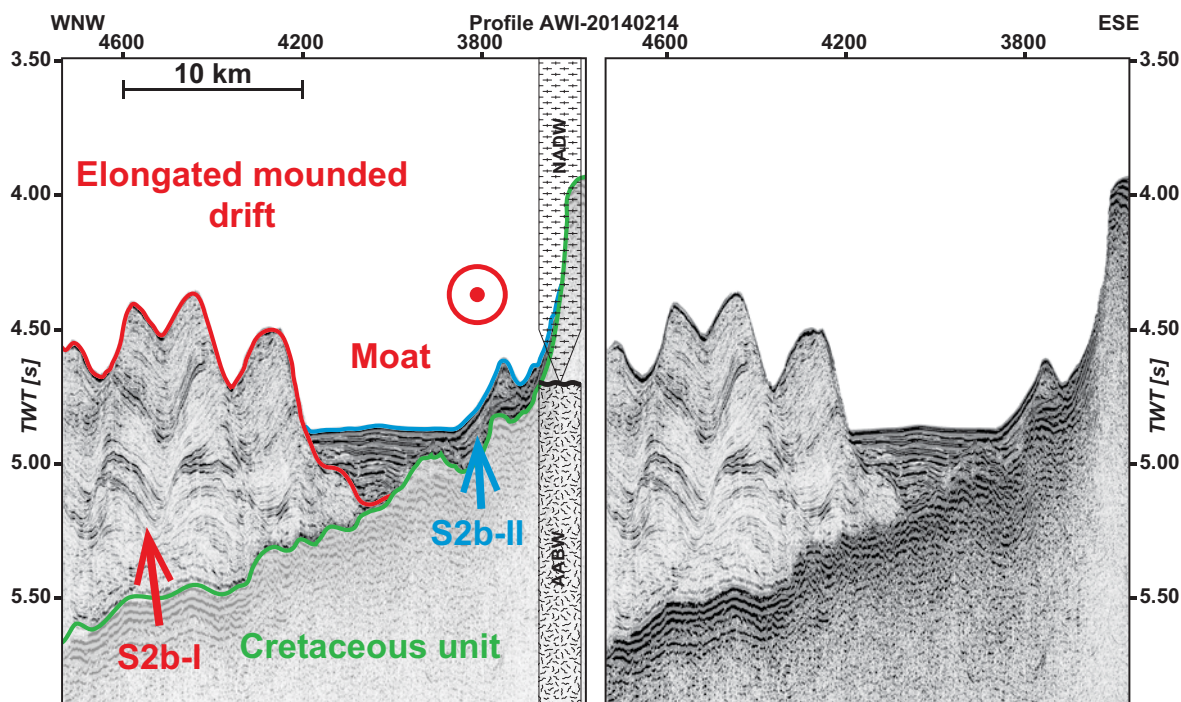 WNW Profile AWI-20140214 ESE
4600 4200 3800 4600 4200 3800
3.50 3.50
10 km
NADW
4.00 4.00
Elongated mounded
drift
4.50 4.50
Moat
TWT [s] TWT [s]
5.00 5.00
S2b-II
AABW
5.50 5.50
Cretaceous unit
S2b-I